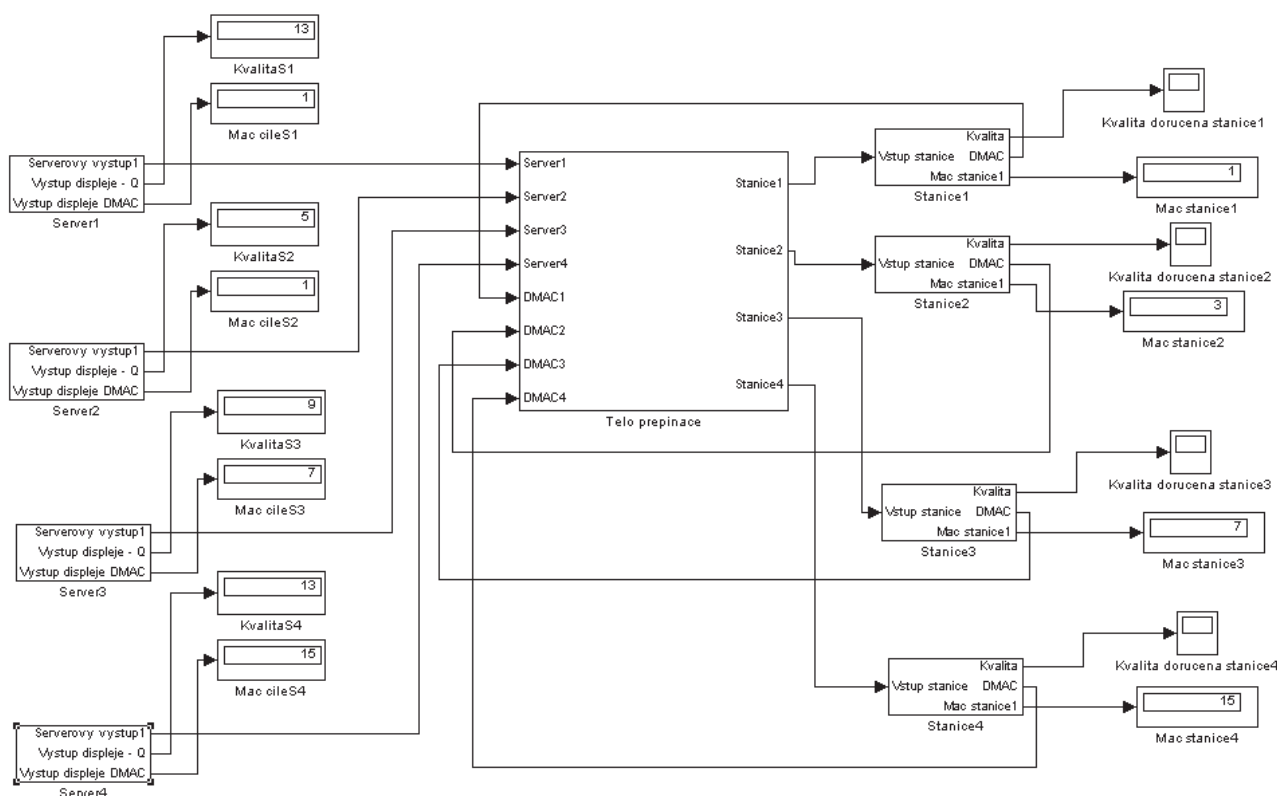 13
KvalitaS1
1
Mac cileS1
Serverovy vystup1
Vystup displeje - Q
Vystup displeje DMAC
Server1
5
KvalitaS2
1
Mac cileS2
Serverovy vystup1
Vystup displeje - Q
Vystup displeje DMAC
Server2
9
KvalitaS3
7
Mac cileS3
Serverovy vystup1
Vystup displeje - Q
Vystup displeje DMAC
Server3
13
KvalitaS4
15
Mac cileS4
Serverovy vystup1
Vystup displeje - Q
Vystup displeje DMAC
Server4
Server1
Server2
Server3
Server4
DMAC1
DMAC2
DMAC3
DMAC4
Stanice1
Stanice2
Stanice3
Stanice4
Telo prepinace
Kvalita
Vstup stanice DMAC
Mac stanice1
Stanice1
Kvalita dorucena stanice1
1
Mac stanice1
Kvalita
Vstup stanice DMAC
Mac stanice1
Stanice2
Kvalita dorucena stanice2
3
Mac stanice2
Kvalita
Vstup stanice DMAC
Mac stanice1
Stanice3
Kvalita dorucena stanice3
7
Mac stanice3
Kvalita
Vstup stanice DMAC
Mac stanice1
Stanice4
Kvalita dorucena stanice4
15
Mac stanice4